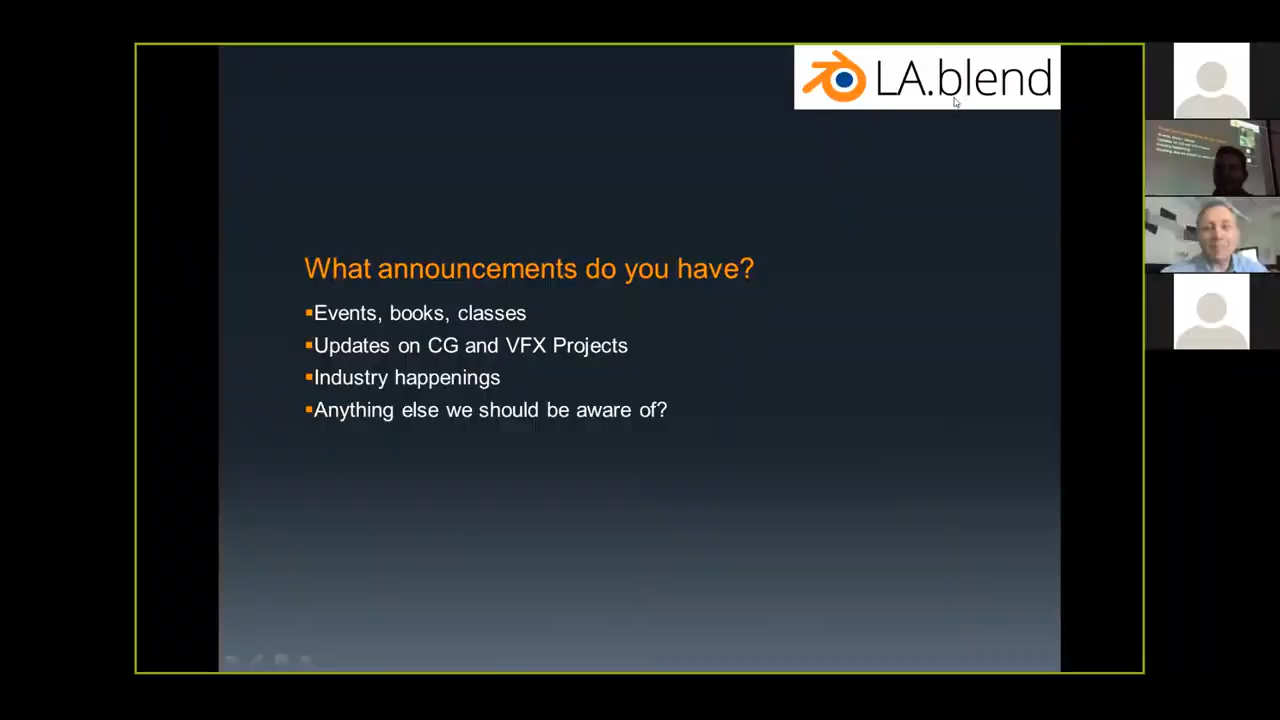 LA.blend
What announcements do you have?
▪Events, books, classes
▪Updates on CG and VFX Projects
▪Industry happenings
▪Anything else we should be aware of?